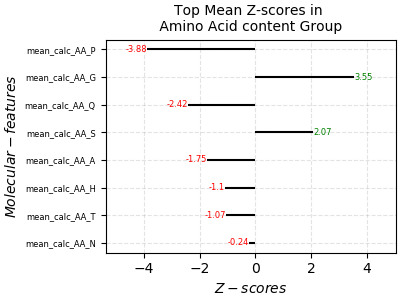 Top Mean Z-scores in
Amino Acid content Group
Molecular − features
mean_calc_AA_P
-3.88
mean_calc_AA_G
3.55
mean_calc_AA_Q
-2.42
mean_calc_AA_S
2.07
mean_calc_AA_A
-1.75
mean_calc_AA_H
-1.1
mean_calc_AA_T
-1.07
mean_calc_AA_N
-0.24
−4 −2 0 2 4
Z − scores